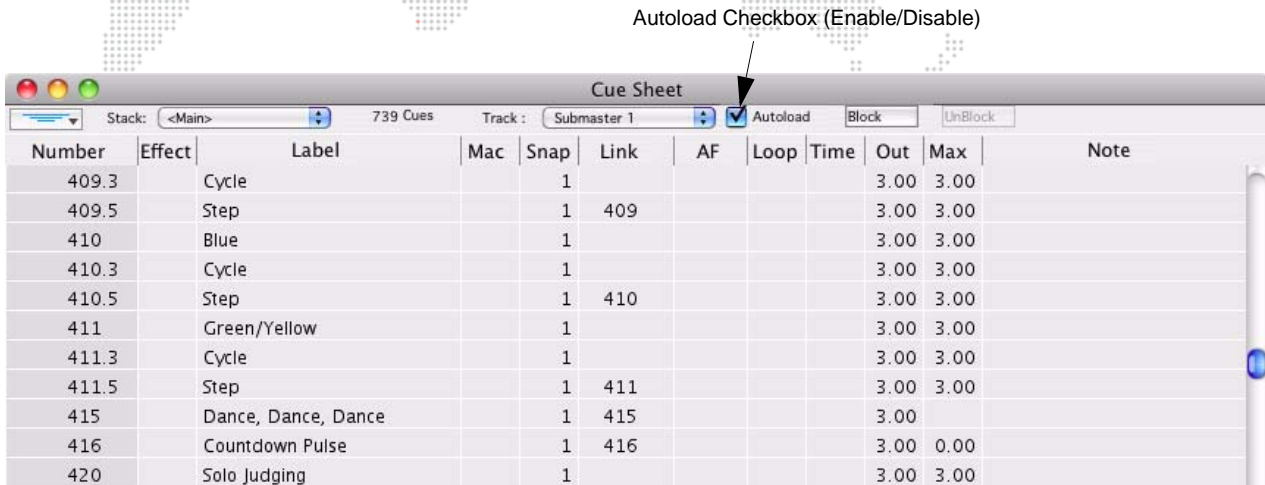 Autoload Checkbox (Enable/Disable)
Cue Sheet
Stack: <Main> 739 Cues Track : Submaster 1 Autoload Block UnBlock
Number Effect Label Mac Snap Link AF Loop Time Out Max Note
409.3 Cycle 1 3.00 3.00
409.5 Step 1 409 3.00 3.00
410 Blue 1 3.00 3.00
410.3 Cycle 1 3.00 3.00
410.5 Step 1 410 3.00 3.00
411 Green/Yellow 1 3.00 3.00
411.3 Cycle 1 3.00 3.00
411.5 Step 1 411 3.00 3.00
415 Dance, Dance, Dance 1 415 3.00
416 Countdown Pulse 1 416 3.00 0.00
420 Solo Judging 1 3.00 3.00